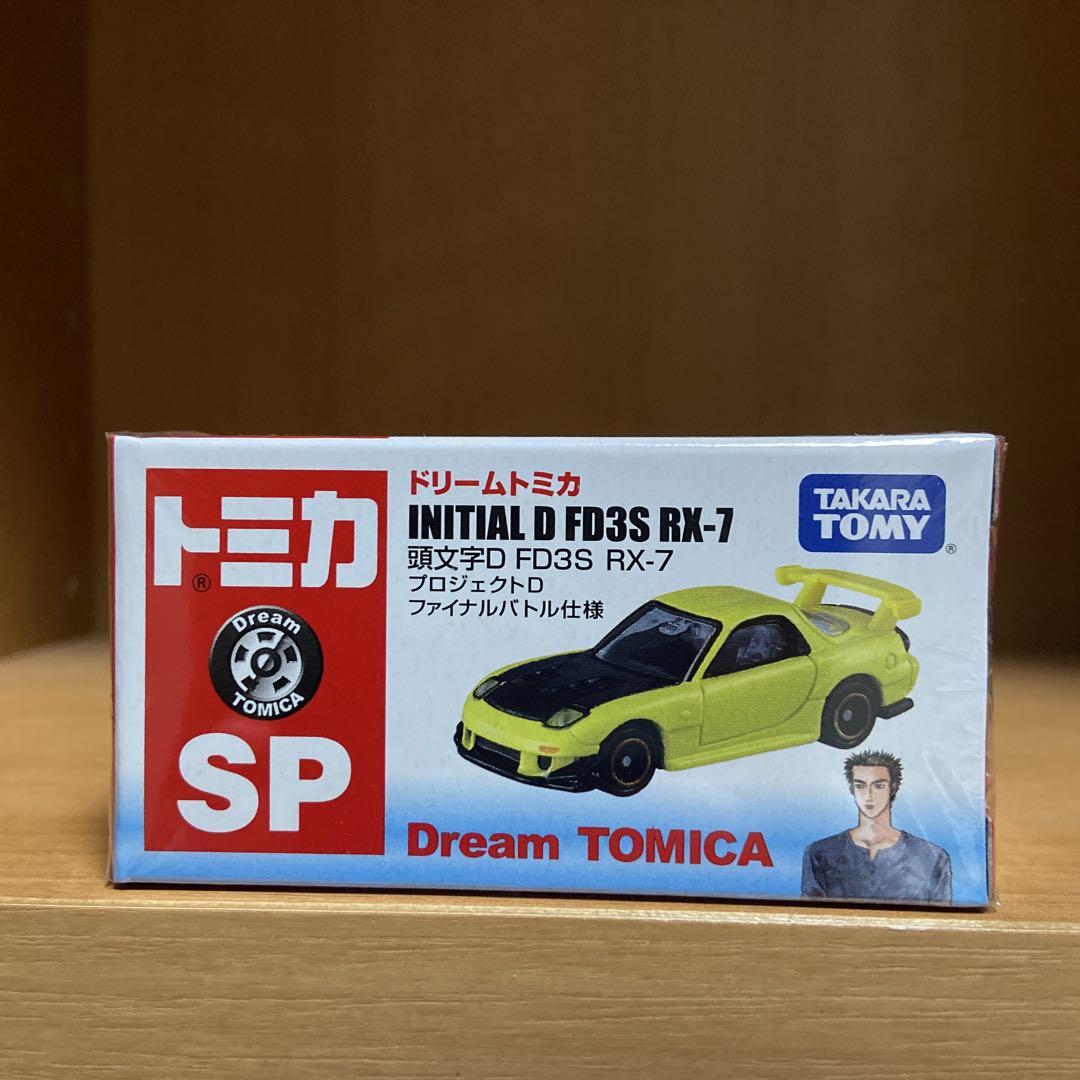 トミカ
®
Dream
TOMICA
SP
ドリームトミカ
INITIAL D FD3S RX-7
頭文字D FD3S RX-7
プロジェクトD
ファイナルバトル仕様
TAKARA
TOMY
®
Dream TOMICA